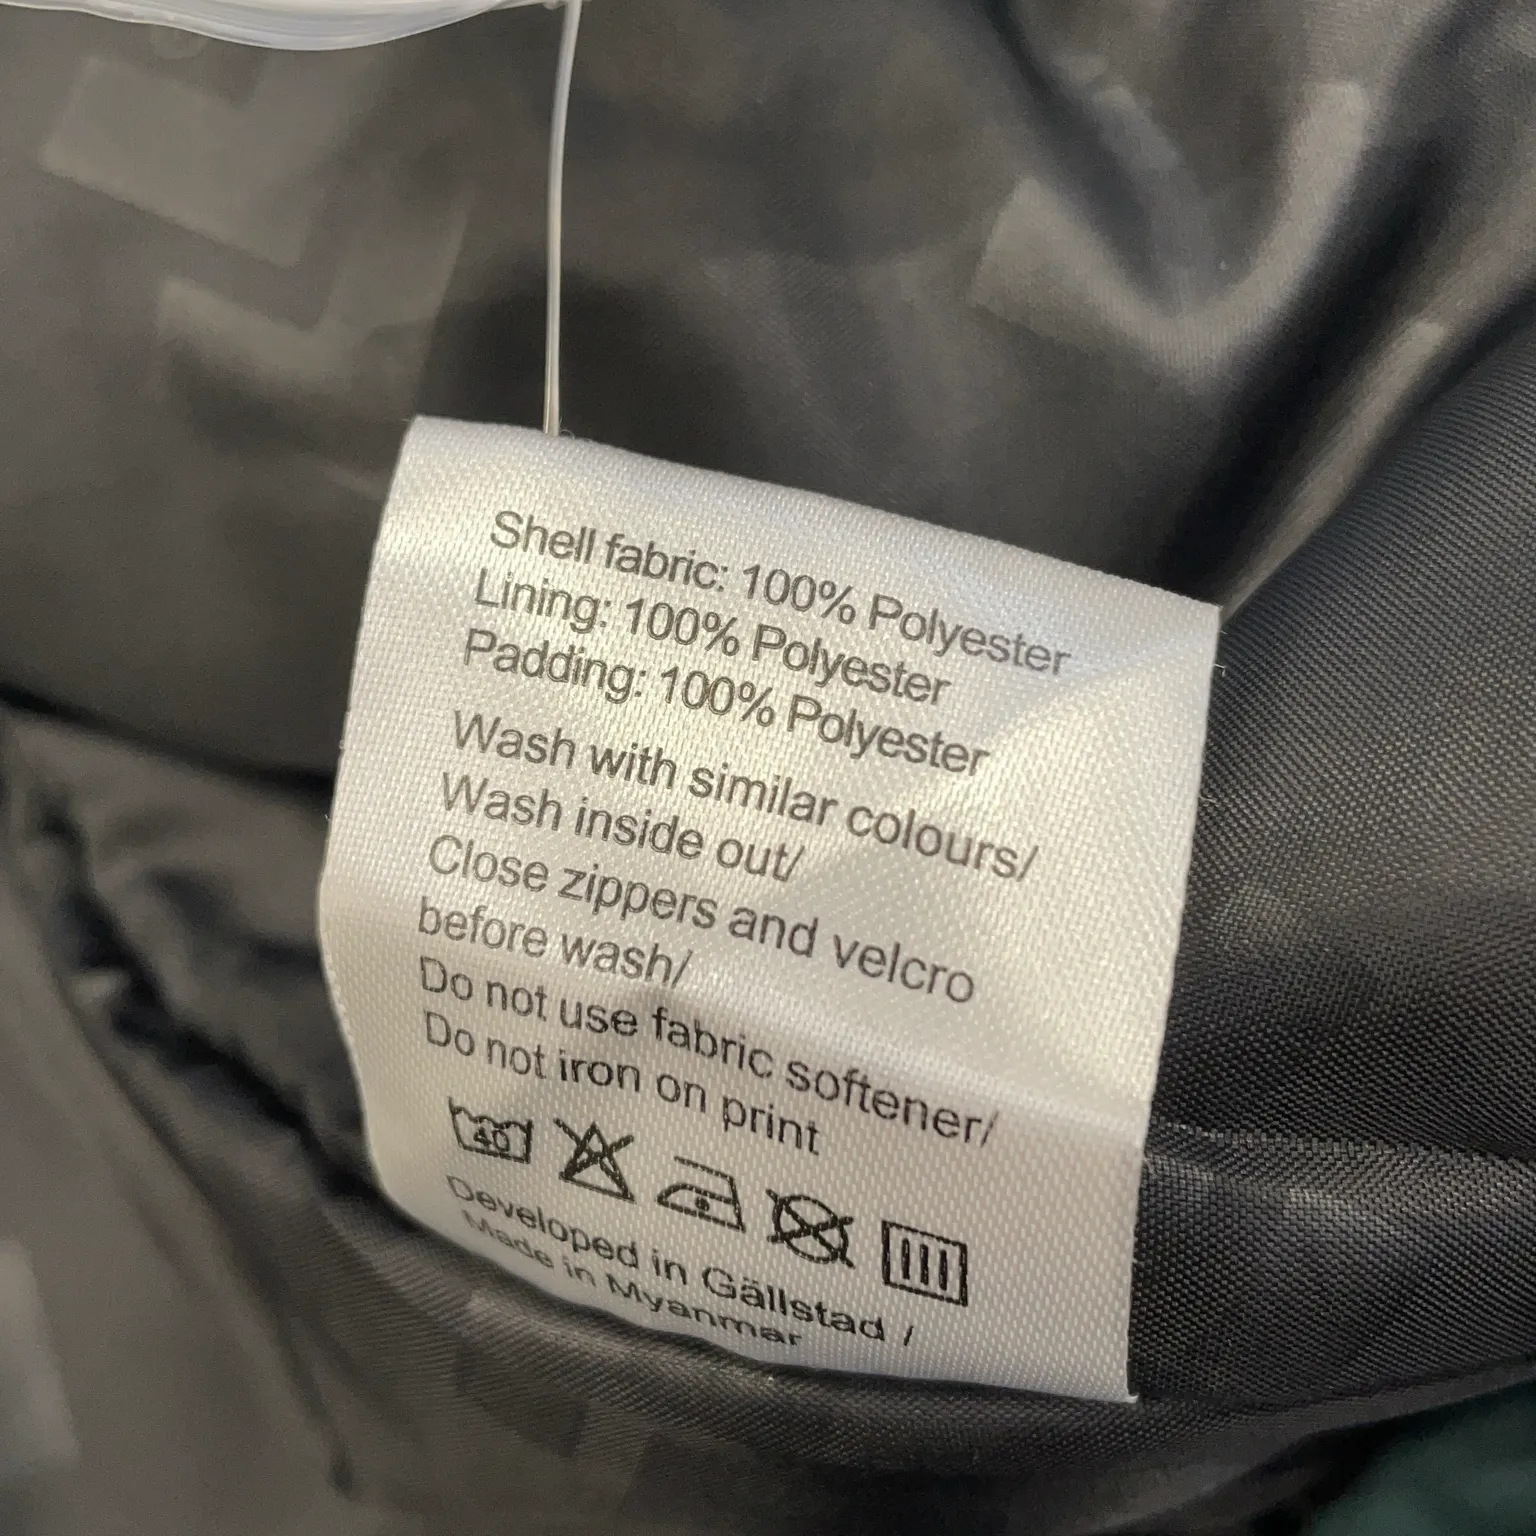 Shell fabric: 100% Polyester
Lining: 100% Polyester
Padding: 100% Polyester
Wash with similar colours/
Wash inside out/
Close zippers and velcro
before wash/
Do not use fabric softener/
Do not iron on print
40
Developed in Gällstad /
Made in Myanmar